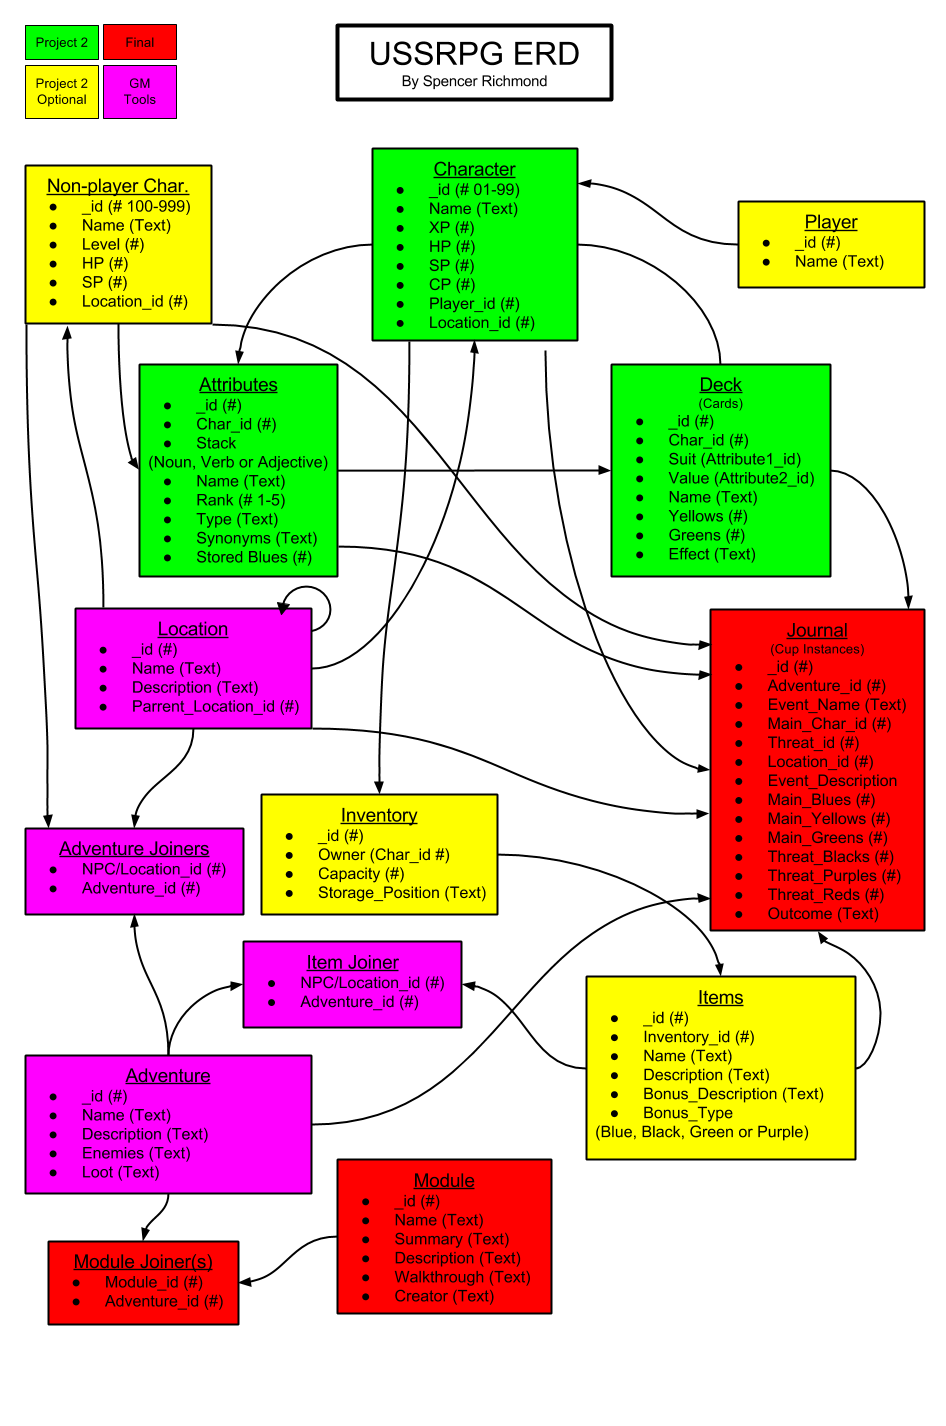 Project 2
Final
Project 2
Optional
GM
Tools
USSRPG ERD
By Spencer Richmond
Non-player Char.
● _id (# 100-999)
● Name (Text)
● Level (#)
● HP (#)
● SP (#)
● Location_id (#)
Character
● _id (# 01-99)
● Name (Text)
● XP (#)
● HP (#)
● SP (#)
● CP (#)
● Player_id (#)
● Location_id (#)
Player
● _id (#)
● Name (Text)
Attributes
● _id (#)
● Char_id (#)
● Stack
(Noun, Verb or Adjective)
● Name (Text)
● Rank (# 1-5)
● Type (Text)
● Synonyms (Text)
● Stored Blues (#)
Deck
(Cards)
● _id (#)
● Char_id (#)
● Suit (Attribute1_id)
● Value (Attribute2_id)
● Name (Text)
● Yellows (#)
● Greens (#)
● Effect (Text)
Location
● _id (#)
● Name (Text)
● Description (Text)
● Parrent_Location_id (#)
Journal
(Cup Instances)
● _id (#)
● Adventure_id (#)
● Event_Name (Text)
● Main_Char_id (#)
● Threat_id (#)
● Location_id (#)
● Event_Description
● Main_Blues (#)
● Main_Yellows (#)
● Main_Greens (#)
● Threat_Blacks (#)
● Threat_Purples (#)
● Threat_Reds (#)
● Outcome (Text)
Adventure Joiners
● NPC/Location_id (#)
● Adventure_id (#)
Inventory
● _id (#)
● Owner (Char_id #)
● Capacity (#)
● Storage_Position (Text)
Item Joiner
● NPC/Location_id (#)
● Adventure_id (#)
Items
● _id (#)
● Inventory_id (#)
● Name (Text)
● Description (Text)
● Bonus_Description (Text)
● Bonus_Type
(Blue, Black, Green or Purple)
Adventure
● _id (#)
● Name (Text)
● Description (Text)
● Enemies (Text)
● Loot (Text)
Module
● _id (#)
● Name (Text)
● Summary (Text)
● Description (Text)
● Walkthrough (Text)
● Creator (Text)
Module Joiner(s)
● Module_id (#)
● Adventure_id (#)